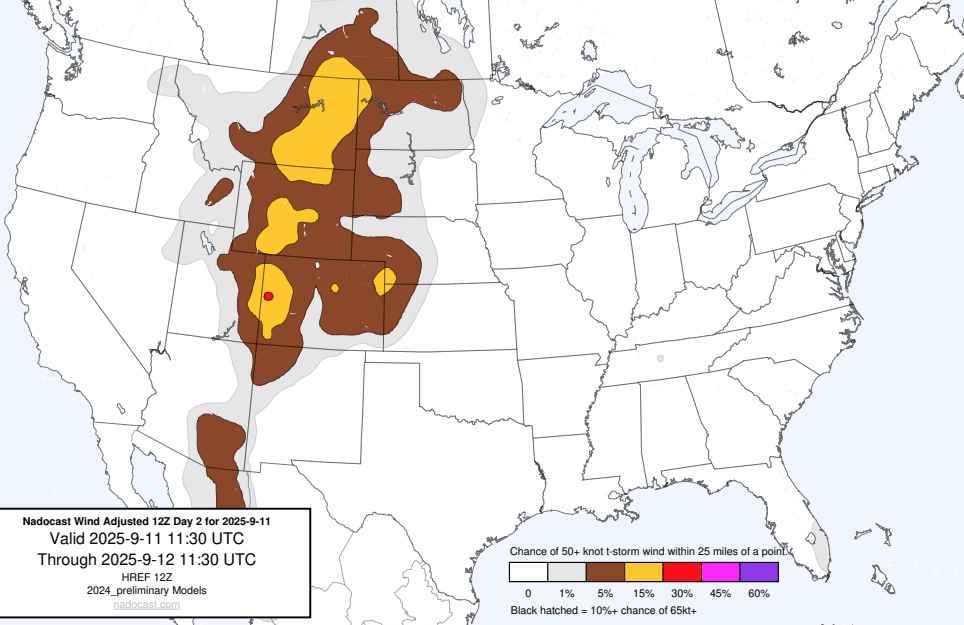 Nadocast Wind Adjusted 12Z Day 2 for 2025-9-11
Valid 2025-9-11 11:30 UTC
Through 2025-9-12 11:30 UTC
HREF 12Z
2024_preliminary Models
nadocast.com
Chance of 50+ knot t-storm wind within 25 miles of a point.
0 1% 5% 15% 30% 45% 60%
Black hatched = 10%+ chance of 65kt+